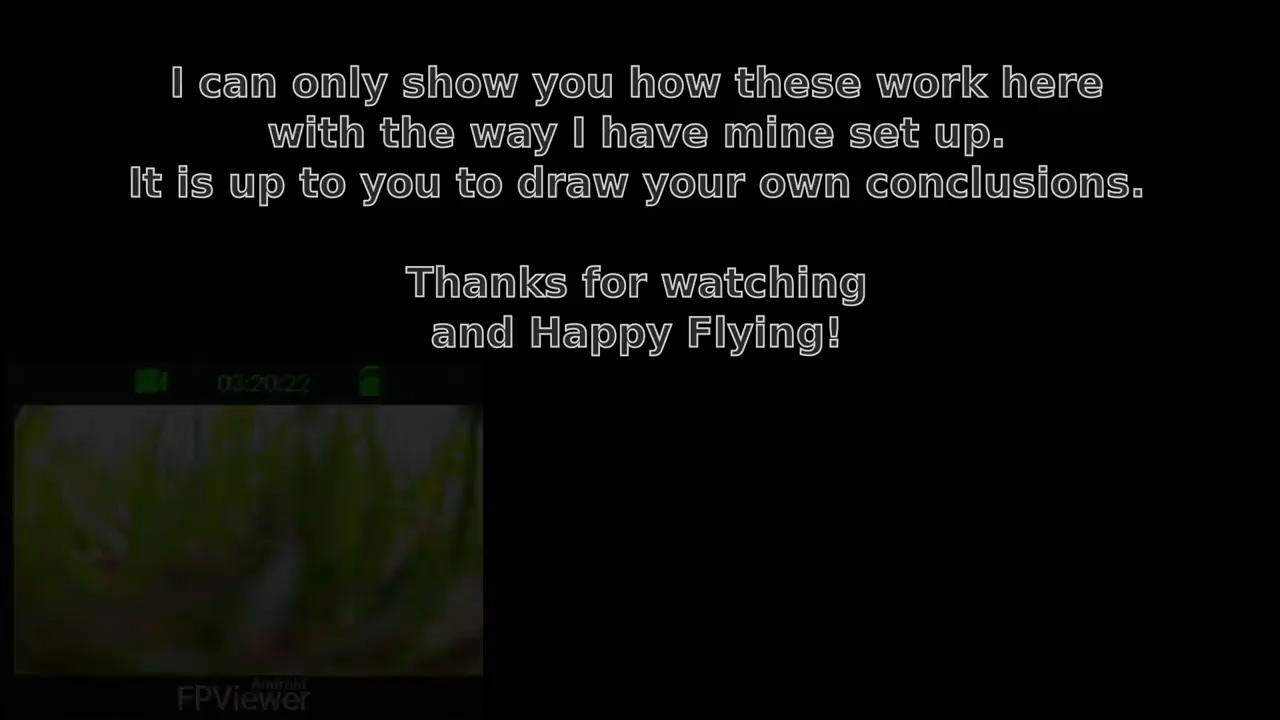 I can only show you how these work here
with the way I have mine set up.
It is up to you to draw your own conclusions.
Thanks for watching
and Happy Flying!
03:20:22
Android
FPViewer